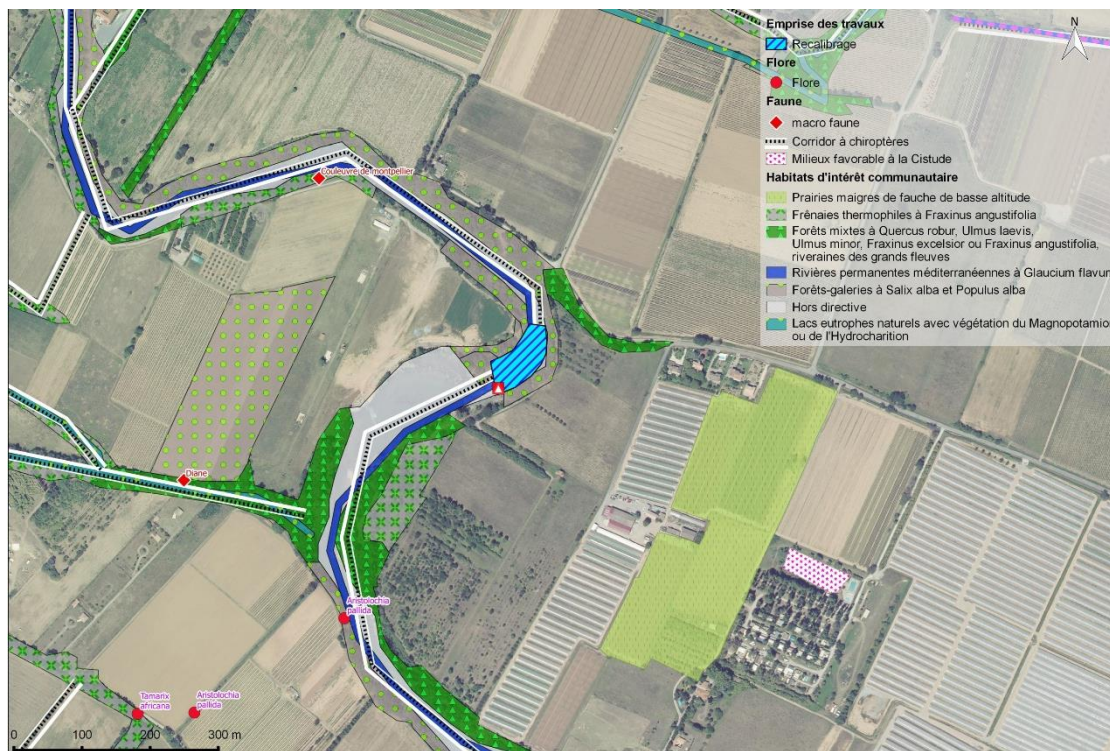 Emprise des travaux
Recalibrage
Flore
Flore
Faune
macro faune
Corridor à chiroptères
Milieux favorable à la Cistude
Habitats d'intérêt communautaire
Prairies maigres de fauche de basse altitude
Frênaies thermophiles à Fraxinus angustifolia
Forêts mixtes à Quercus robur, Ulmus laevis,
Ulmus minor, Fraxinus excelsior ou Fraxinus angustifolia,
riveraines des grands fleuves
Rivières permanentes méditerranéennes à Glaucium flavum
Forêts-galeries à Salix alba et Populus alba
Hors directive
Lacs eutrophes naturels avec végétation du Magnopotamio
ou de l'Hydrocharition
N
Couleuvre de montpellier
Diane
Aristolochia
pallida
Tamarix
africana
Aristolochia
pallida
0 100 200 300 m